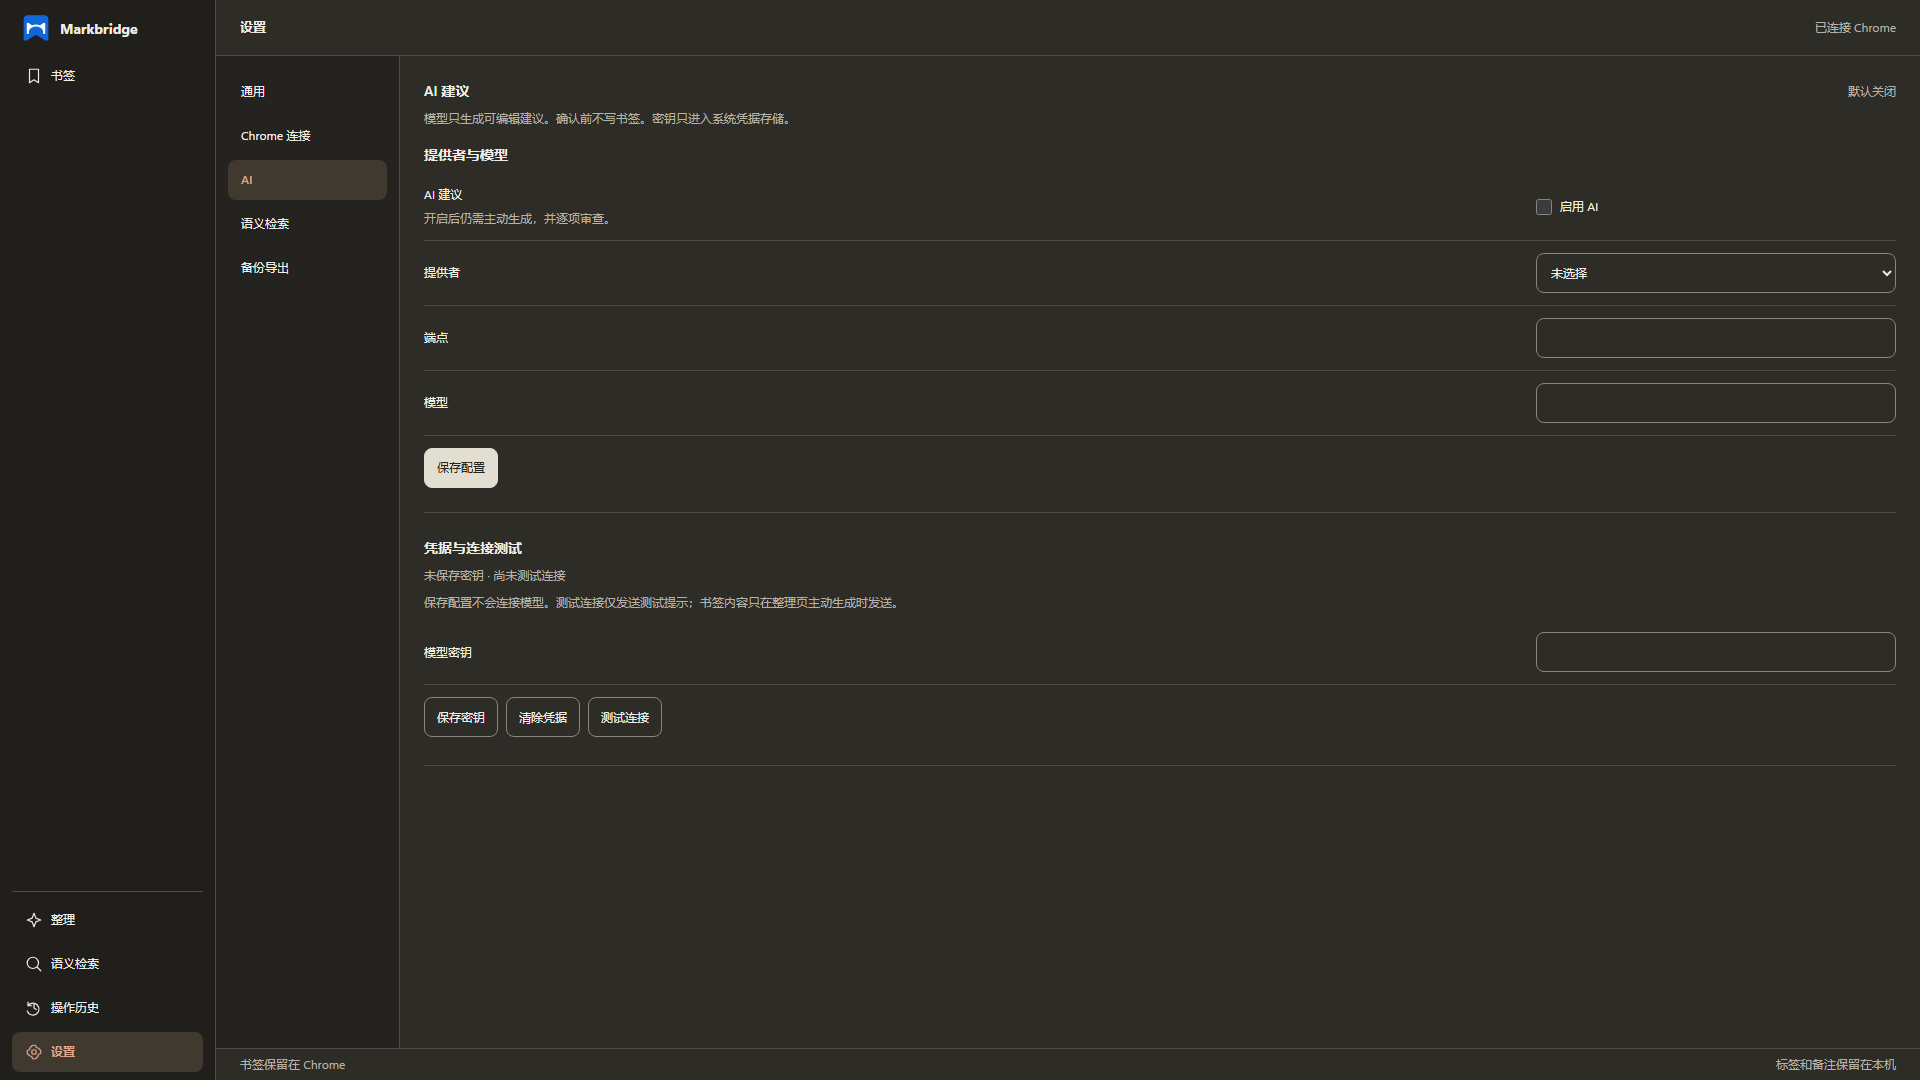 Markbridge
书签
整理
语义检索
操作历史
设置
设置
已连接 Chrome
通用
Chrome 连接
AI
语义检索
备份导出
AI 建议
默认关闭
模型只生成可编辑建议。确认前不写书签。密钥只进入系统凭据存储。
提供者与模型
AI 建议
开启后仍需主动生成，并逐项审查。
启用 AI
提供者
未选择
端点
模型
保存配置
凭据与连接测试
未保存密钥 · 尚未测试连接
保存配置不会连接模型。测试连接仅发送测试提示；书签内容只在整理页主动生成时发送。
模型密钥
保存密钥
清除凭据
测试连接
书签保留在 Chrome
标签和备注保留在本机